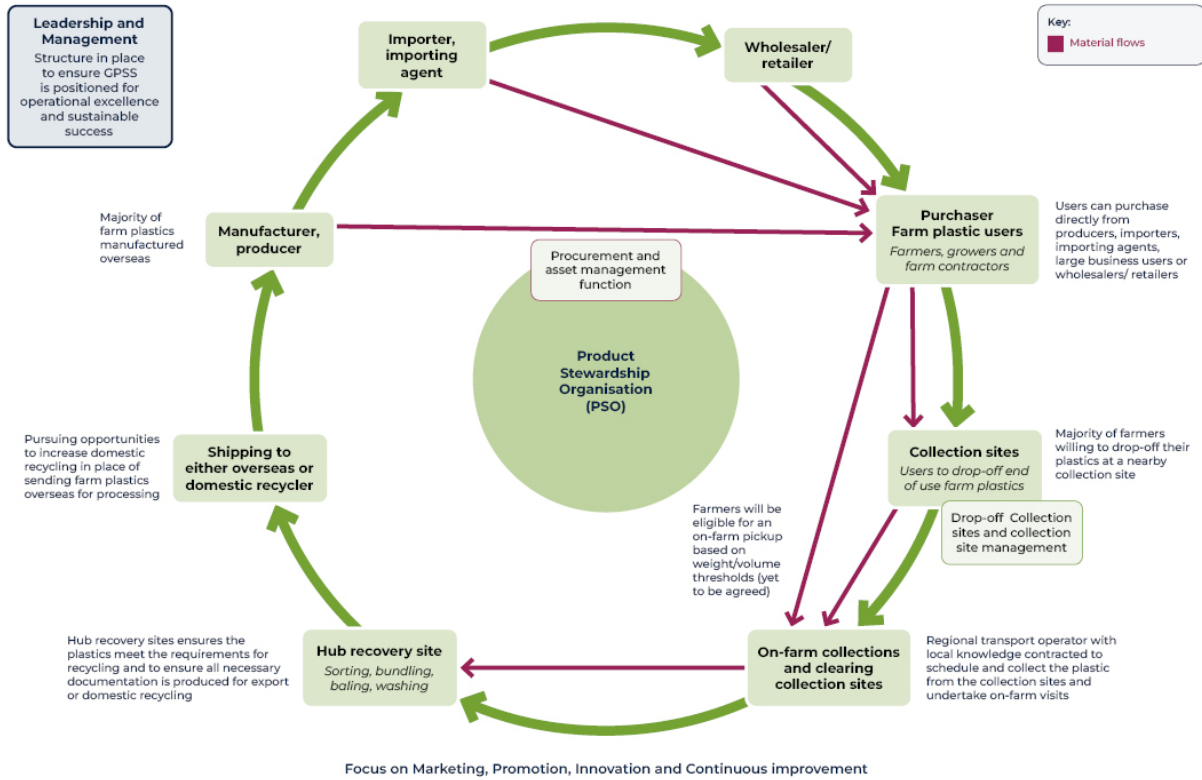 Leadership and
Management
Structure in place
to ensure GPSS
is positioned for
operational excellence
and sustainable
success
Importer,
importing
agent
Wholesaler/
retailer
Key:
Material flows
Majority of
farm plastics
manufactured
overseas
Manufacturer,
producer
Purchaser
Farm plastic users
Farmers, growers and
farm contractors
Users can purchase
directly from
producers, importers,
importing agents,
large business users or
wholesalers/ retailers
Procurement and
asset management
function
Product
Stewardship
Organisation
(PSO)
Pursuing opportunities
to increase domestic
recycling in place of
sending farm plastics
overseas for processing
Shipping to
either overseas or
domestic recycler
Collection sites
Users to drop-off end
of use farm plastics
Majority of farmers
willing to drop-off their
plastics at a nearby
collection site
Drop-off Collection
sites and collection
site management
Farmers will be
eligible for an
on-farm pickup
based on
weight/volume
thresholds (yet
to be agreed)
Hub recovery sites ensures the
plastics meet the requirements for
recycling and to ensure all necessary
documentation is produced for export
or domestic recycling
Hub recovery site
Sorting, bundling,
baling, washing
On-farm collections
and clearing
collection sites
Regional transport operator with
local knowledge contracted to
schedule and collect the plastic
from the collection sites and
undertake on-farm visits
Focus on Marketing, Promotion, Innovation and Continuous improvement